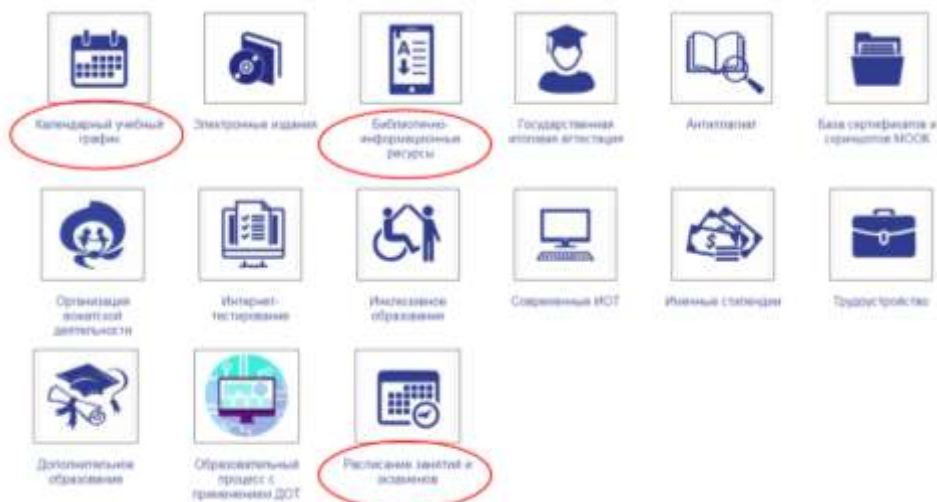 Календарный учебный
график
Электронные издания
Библиотечно-
информационные
ресурсы
Государственная
итоговая аттестация
Антиплагиат
База сертификатов и
скриншотов МООК
Организация
вожатской
деятельности
Интернет-
тестирование
Инклюзивное
образование
Современные ИОТ
Именные стипендии
Трудоустройство
Дополнительное
образование
Образовательный
процесс с
применением ДОТ
Расписание занятий и
экзаменов